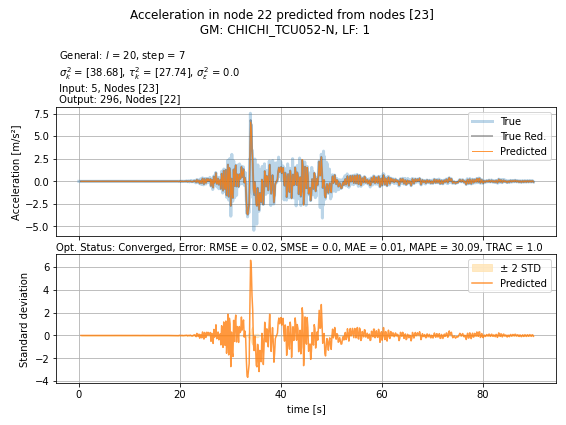 Acceleration in node 22 predicted from nodes [23]
GM: CHICHI_TCU052-N, LF: 1
General: l = 20, step = 7
σ²ₖ = [38.68], τ²ₖ = [27.74], σ²_ε = 0.0
Input: 5, Nodes [23]
Output: 296, Nodes [22]
7.5
5.0
2.5
0.0
−2.5
−5.0
Acceleration [m/s²]
True
True Red.
Predicted
Opt. Status: Converged, Error: RMSE = 0.02, SMSE = 0.0, MAE = 0.01, MAPE = 30.09, TRAC = 1.0
6
4
2
0
−2
−4
Standard deviation
± 2 STD
Predicted
0 20 40 60 80
time [s]